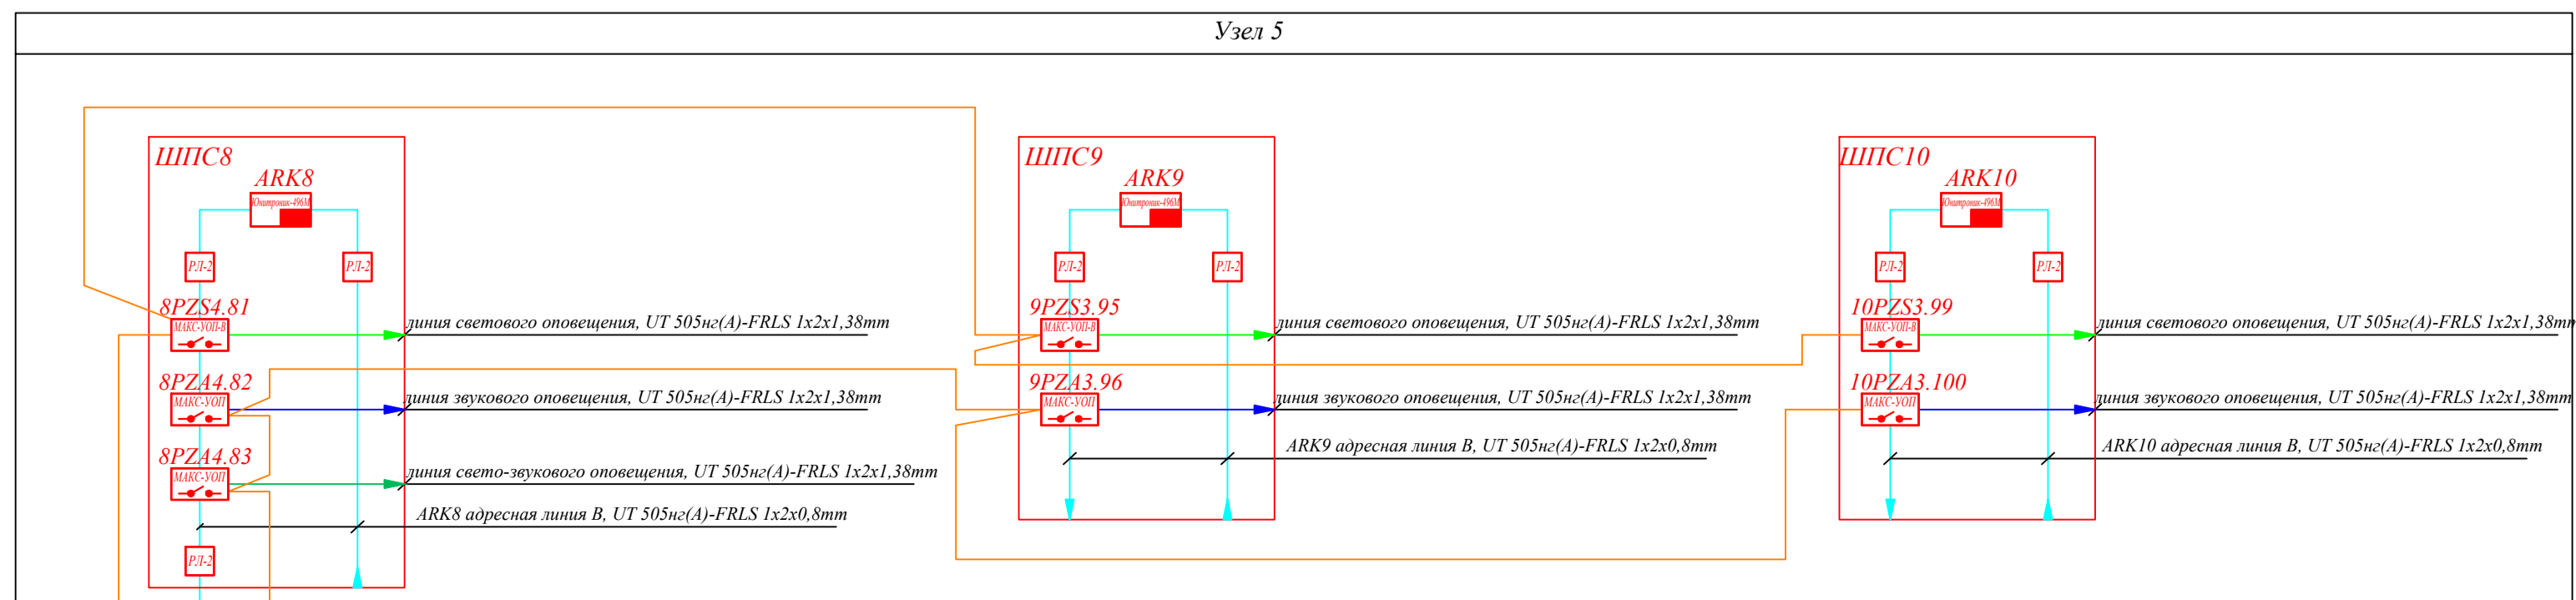 Узел 5
ШПС8
ARK8
Юнитроник-496М
РЛ-2
РЛ-2
8PZS4.81
МАКС-УОП-В
линия светового оповещения, UT 505нг(А)-FRLS 1x2x1,38mm
8PZA4.82
МАКС-УОП
линия звукового оповещения, UT 505нг(А)-FRLS 1x2x1,38mm
8PZA4.83
МАКС-УОП
линия свето-звукового оповещения, UT 505нг(А)-FRLS 1x2x1,38mm
ARK8 адресная линия В, UT 505нг(А)-FRLS 1x2x0,8mm
РЛ-2
ШПС9
ARK9
Юнитроник-496М
РЛ-2
РЛ-2
9PZS3.95
МАКС-УОП-В
линия светового оповещения, UT 505нг(А)-FRLS 1x2x1,38mm
9PZA3.96
МАКС-УОП
линия звукового оповещения, UT 505нг(А)-FRLS 1x2x1,38mm
ARK9 адресная линия В, UT 505нг(А)-FRLS 1x2x0,8mm
ШПС10
ARK10
Юнитроник-496М
РЛ-2
РЛ-2
10PZS3.99
МАКС-УОП-В
линия светового оповещения, UT 505нг(А)-FRLS 1x2x1,38mm
10PZA3.100
МАКС-УОП
линия звукового оповещения, UT 505нг(А)-FRLS 1x2x1,38mm
ARK10 адресная линия В, UT 505нг(А)-FRLS 1x2x0,8mm